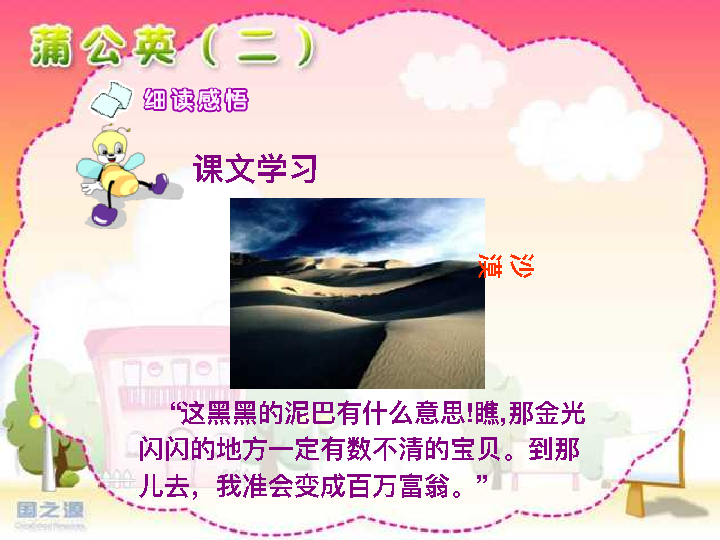 蒲公英（二）
细读感悟
课文学习
沙漠
“这黑黑的泥巴有什么意思!瞧,那金光
闪闪的地方一定有数不清的宝贝。到那
儿去，我准会变成百万富翁。”
国之源